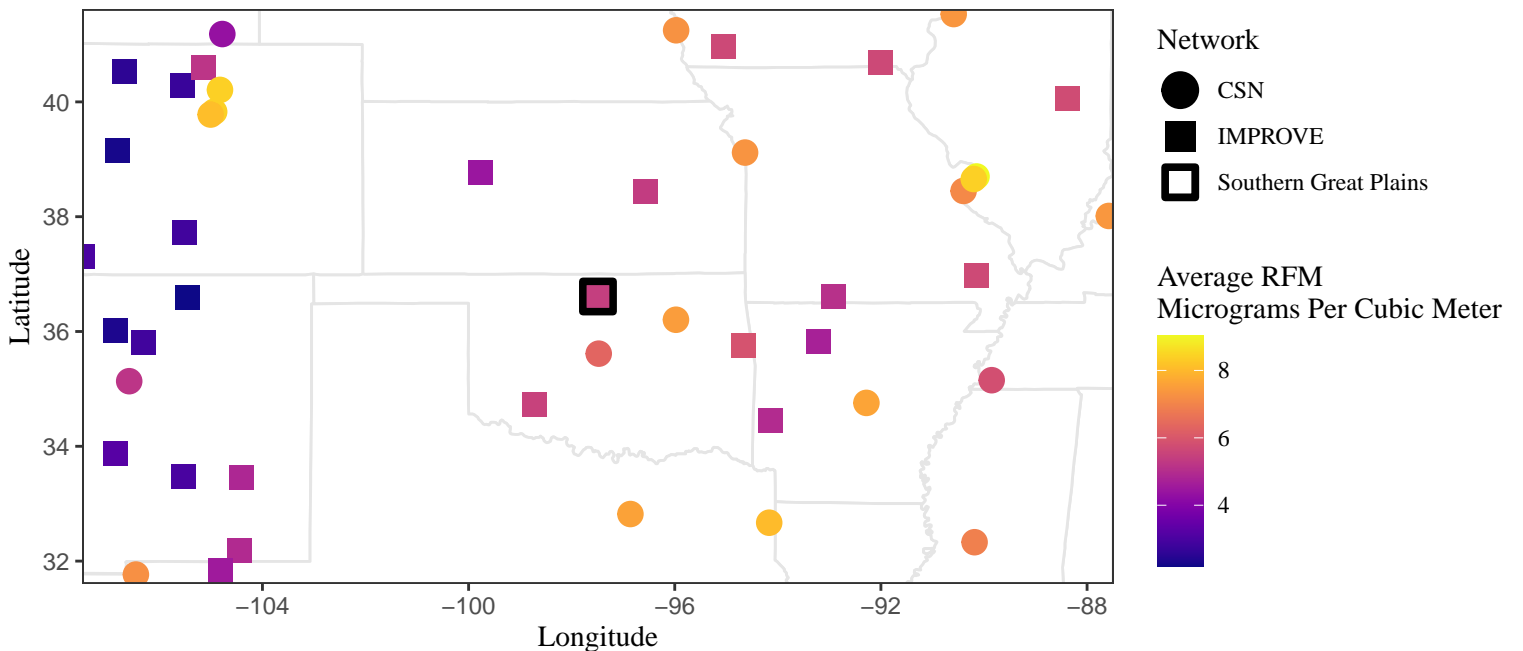 40
38
36
34
32
Latitude
−104
−100
−96
−92
−88
Longitude
Network
CSN
IMPROVE
Southern Great Plains
Average RFM
Micrograms Per Cubic Meter
8
6
4